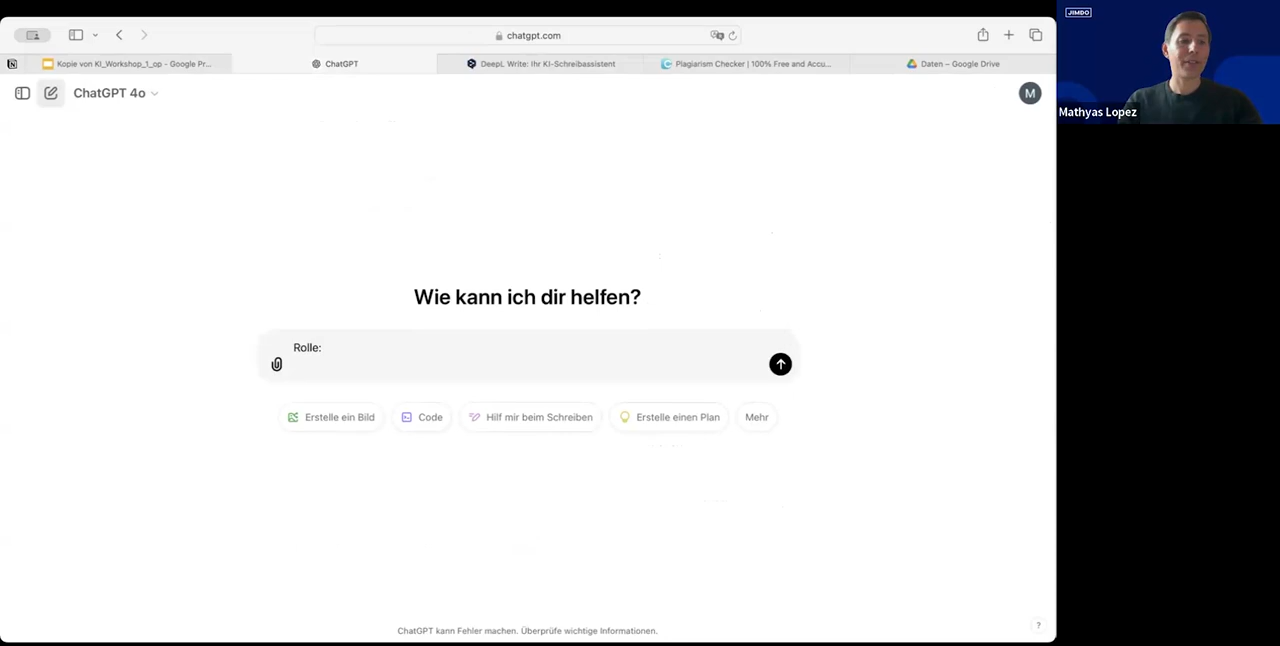 chatgpt.com
Kopie von KI_Workshop_1_op - Google Pr...
ChatGPT
DeepL Write: Ihr KI-Schreibassistent
Plagiarism Checker | 100% Free and Accu...
Daten – Google Drive
ChatGPT 4o
M
JIMDO
Mathyas Lopez
Wie kann ich dir helfen?
Rolle:
Erstelle ein Bild
Code
Hilf mir beim Schreiben
Erstelle einen Plan
Mehr
ChatGPT kann Fehler machen. Überprüfe wichtige Informationen.
?